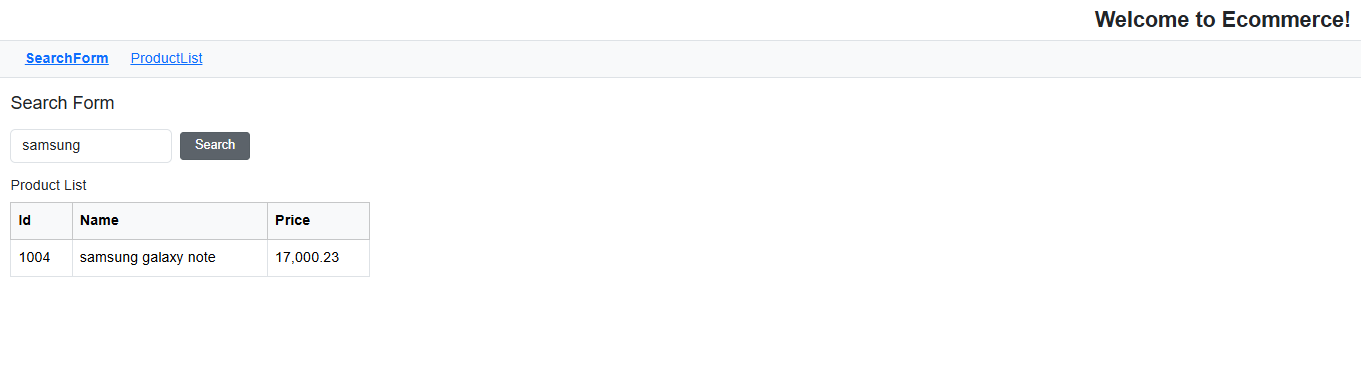 Welcome to Ecommerce!
SearchForm ProductList
Search Form
samsung Search
Product List
Id Name Price
1004 samsung galaxy note 17,000.23